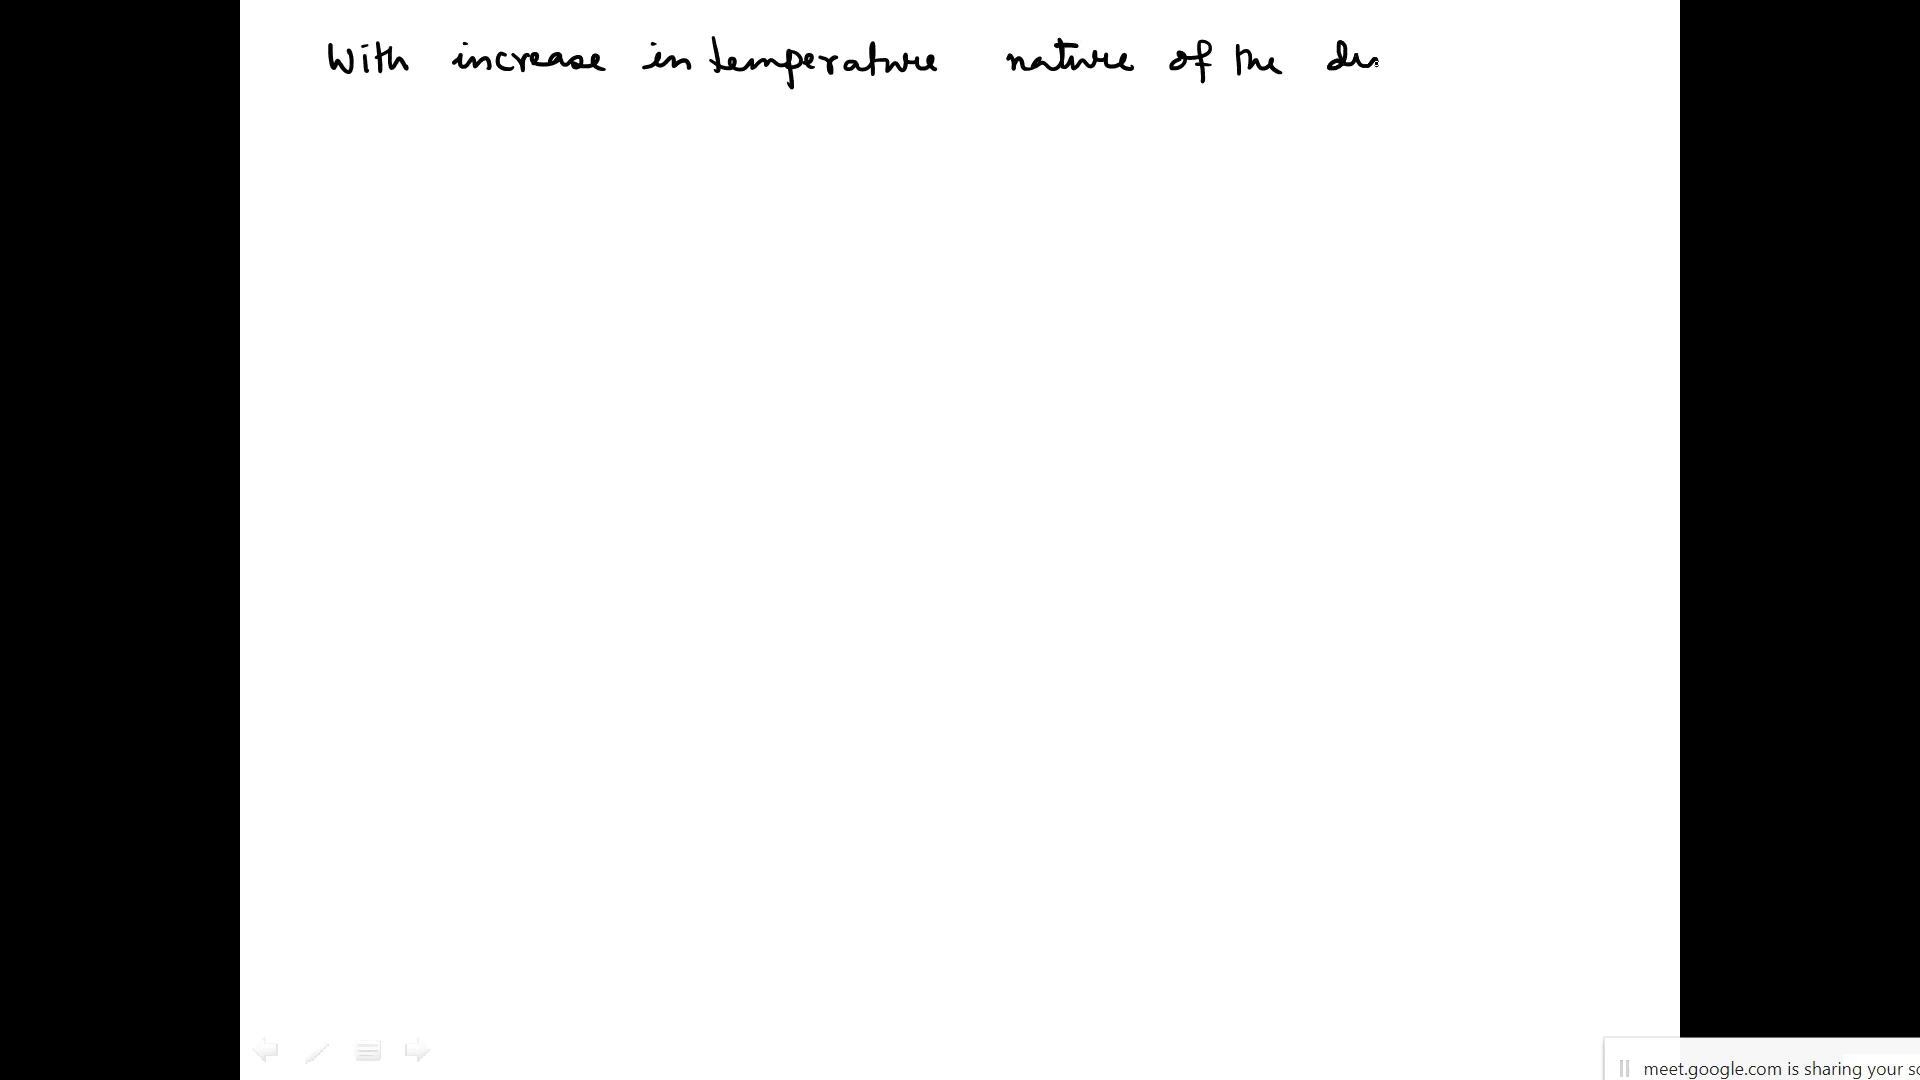 With increase in temperature nature of the
meet.google.com is sharing your